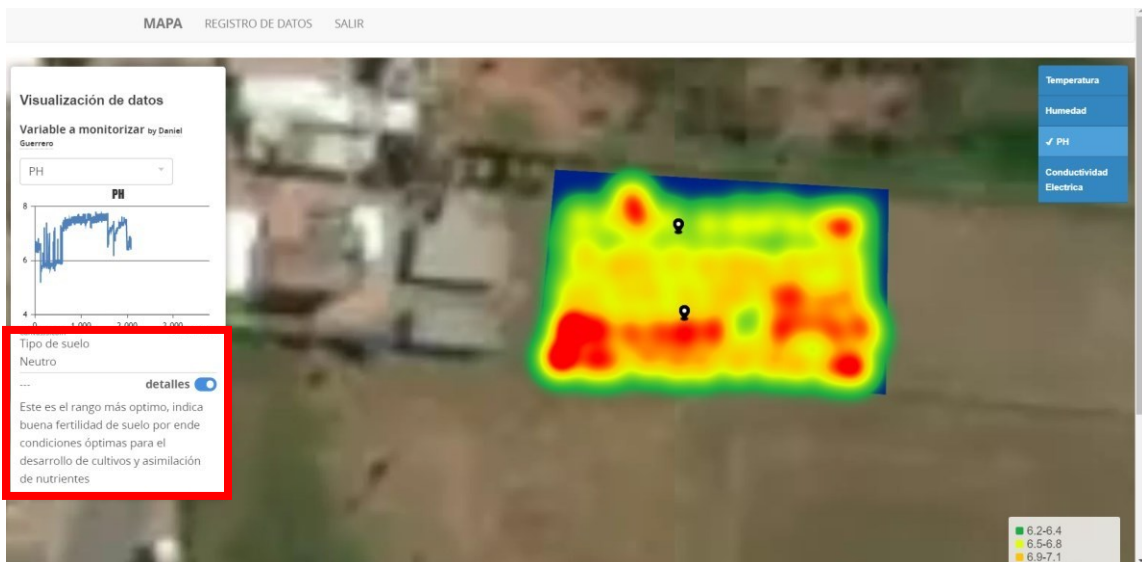 MAPA REGISTRO DE DATOS SALIR
Visualización de datos
Variable a monitorizar by Daniel
Guerrero
PH
PH
8
6
4
0 1,000 2,000 3,000
Tipo de suelo
Neutro
--- detalles
Este es el rango más optimo, indica
buena fertilidad de suelo por ende
condiciones óptimas para el
desarrollo de cultivos y asimilación
de nutrientes
Temperatura
Humedad
✓ PH
Conductividad
Electrica
6.2-6.4
6.5-6.8
6.9-7.1